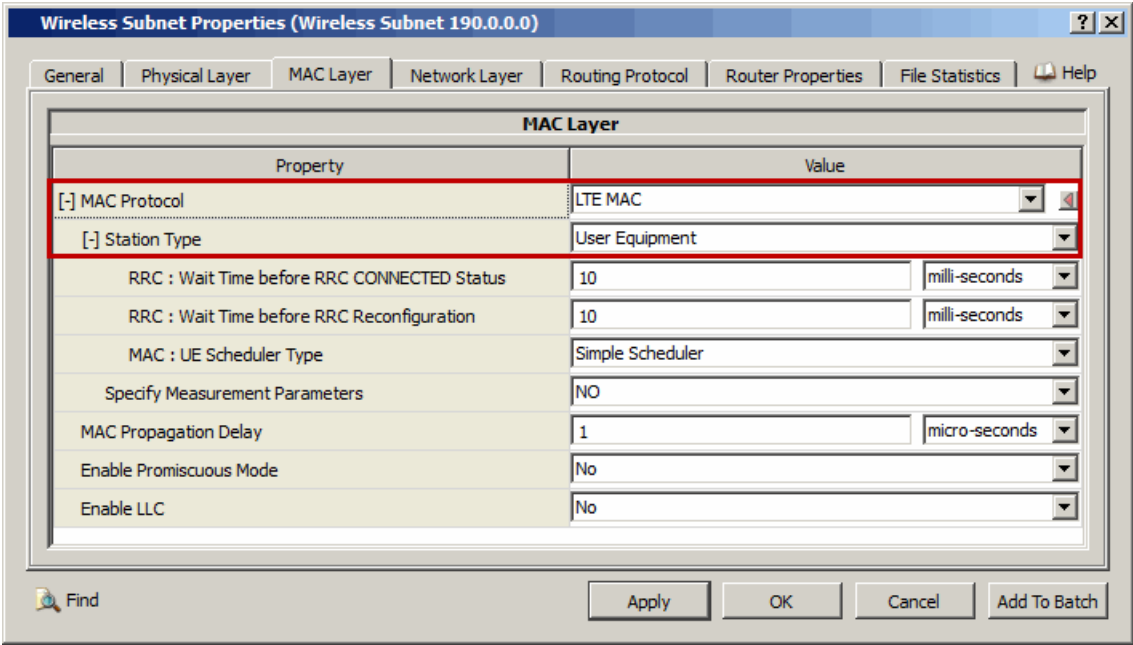 Wireless Subnet Properties (Wireless Subnet 190.0.0.0) ? X
General Physical Layer MAC Layer Network Layer Routing Protocol Router Properties File Statistics Help
MAC Layer
Property Value
[-] MAC Protocol LTE MAC
[-] Station Type User Equipment
RRC : Wait Time before RRC CONNECTED Status 10 milli-seconds
RRC : Wait Time before RRC Reconfiguration 10 milli-seconds
MAC : UE Scheduler Type Simple Scheduler
Specify Measurement Parameters NO
MAC Propagation Delay 1 micro-seconds
Enable Promiscuous Mode No
Enable LLC No
Find Apply OK Cancel Add To Batch